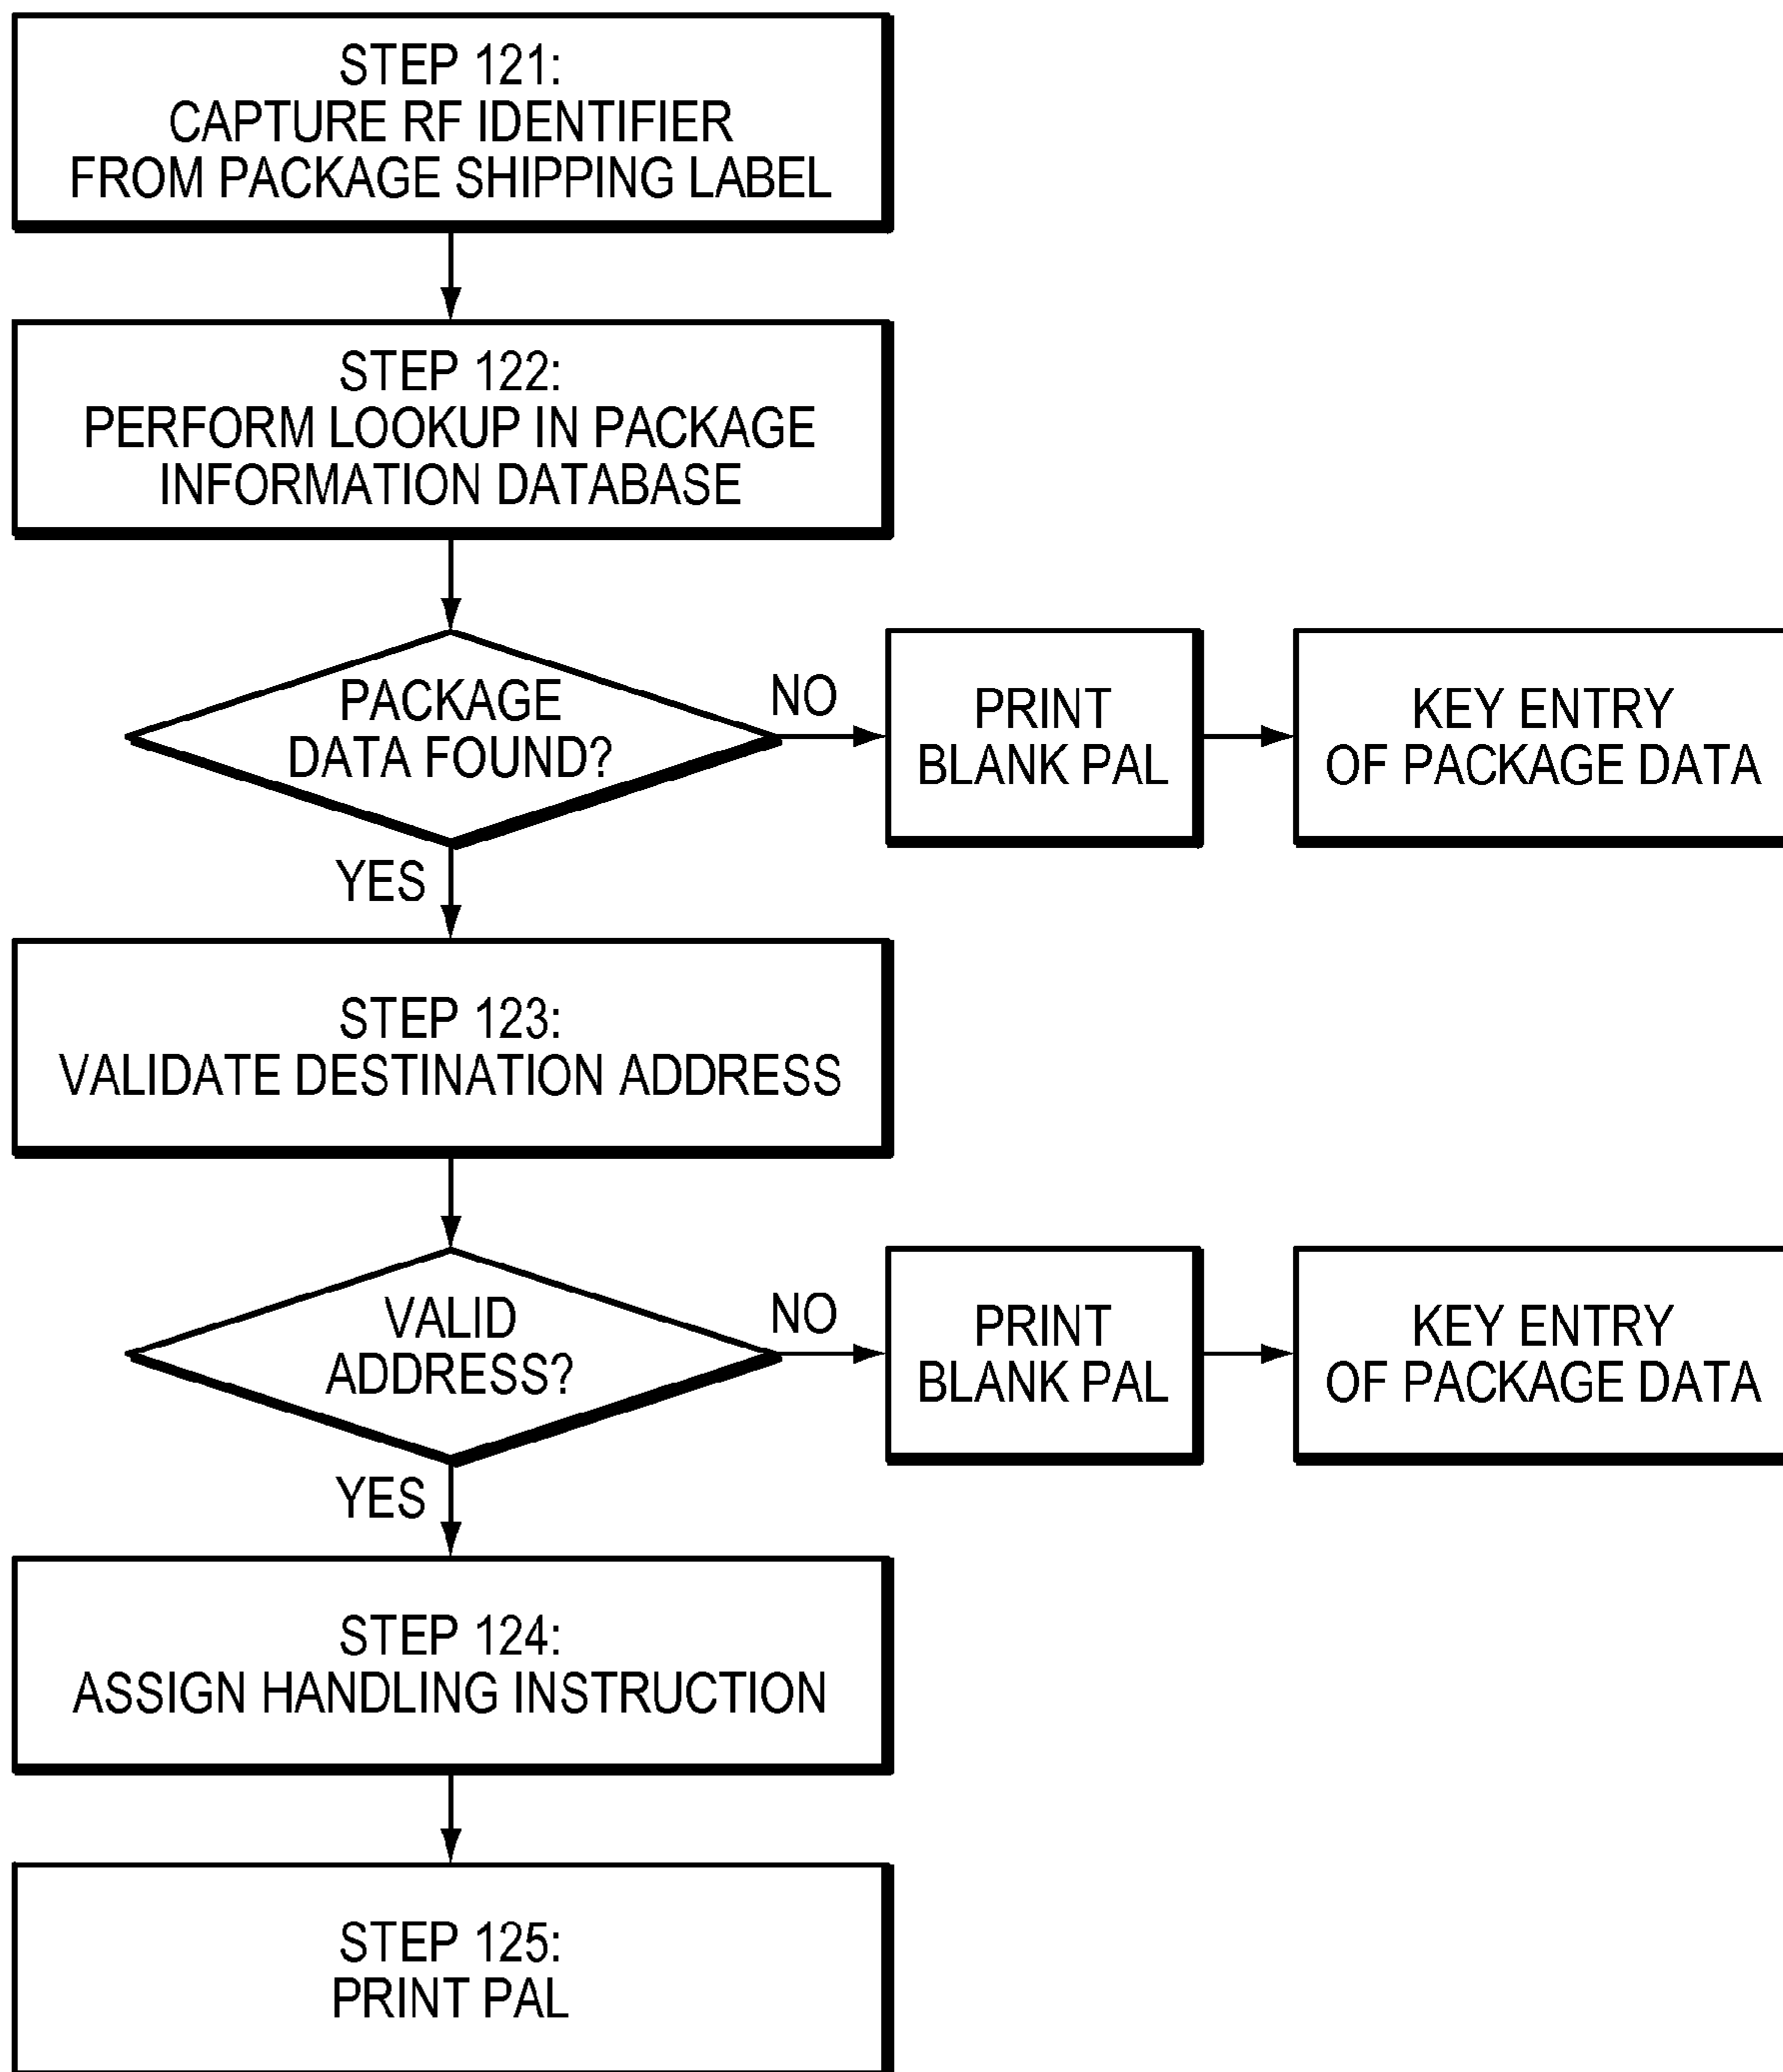 STEP 121:
CAPTURE RF IDENTIFIER
FROM PACKAGE SHIPPING LABEL
STEP 122:
PERFORM LOOKUP IN PACKAGE
INFORMATION DATABASE
PACKAGE
DATA FOUND?
NO
PRINT
BLANK PAL
KEY ENTRY
OF PACKAGE DATA
YES
STEP 123:
VALIDATE DESTINATION ADDRESS
VALID
ADDRESS?
NO
PRINT
BLANK PAL
KEY ENTRY
OF PACKAGE DATA
YES
STEP 124:
ASSIGN HANDLING INSTRUCTION
STEP 125:
PRINT PAL